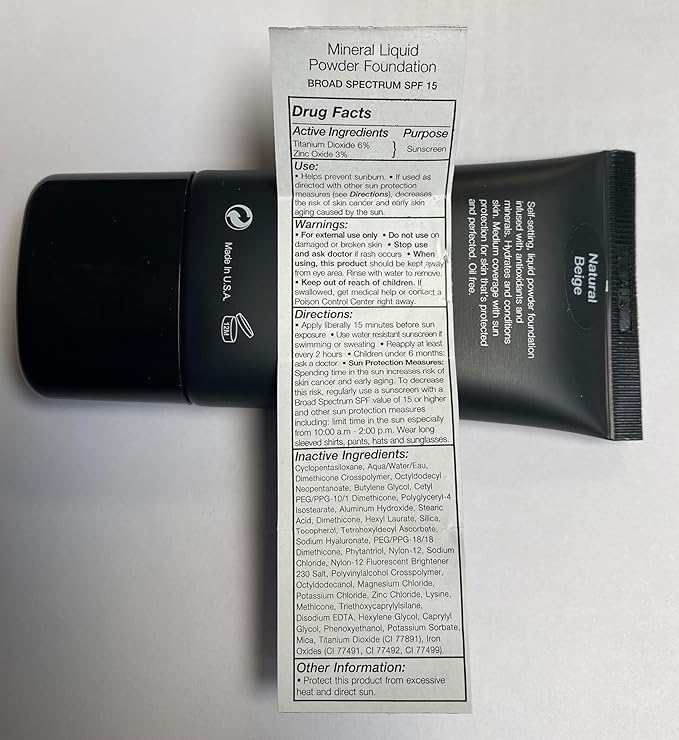 Mineral Liquid
Powder Foundation
BROAD SPECTRUM SPF 15
Drug Facts
Active Ingredients Purpose
Titanium Dioxide 6%
Zinc Oxide 3% } Sunscreen
Use:
• Helps prevent sunburn. • If used as
directed with other sun protection
measures (see Directions), decreases
the risk of skin cancer and early skin
aging caused by the sun.
Warnings:
• For external use only • Do not use on
damaged or broken skin • Stop use
and ask doctor if rash occurs • When
using, this product should be kept away
from eye area. Rinse with water to remove.
• Keep out of reach of children. If
swallowed, get medical help or contact a
Poison Control Center right away.
Directions:
• Apply liberally 15 minutes before sun
exposure • Use water resistant sunscreen if
swimming or sweating • Reapply at least
every 2 hours • Children under 6 months:
ask a doctor • Sun Protection Measures:
Spending time in the sun increases risk of
skin cancer and early aging. To decrease
this risk, regularly use a sunscreen with a
Broad Spectrum SPF value of 15 or higher
and other sun protection measures
including: limit time in the sun especially
from 10:00 a.m - 2:00 p.m. Wear long
sleeved shirts, pants, hats and sunglasses.
Inactive Ingredients:
Cyclopentasiloxane, Aqua/Water/Eau,
Dimethicone Crosspolymer, Octyldodecyl
Neopentanoate, Butylene Glycol, Cetyl
PEG/PPG-10/1 Dimethicone, Polyglyceryl-4
Isostearate, Aluminum Hydroxide, Stearic
Acid, Dimethicone, Hexyl Laurate, Silica,
Tocopherol, Tetrahexyldecyl Ascorbate,
Sodium Hyaluronate, PEG/PPG-18/18
Dimethicone, Phytantriol, Nylon-12, Sodium
Chloride, Nylon-12 Fluorescent Brightener
230 Salt, Polyvinylalcohol Crosspolymer,
Octyldodecanol, Magnesium Chloride,
Potassium Chloride, Zinc Chloride, Lysine,
Methicone, Triethoxycaprylylsilane,
Disodium EDTA, Hexylene Glycol, Caprylyl
Glycol, Phenoxyethanol, Potassium Sorbate,
Mica, Titanium Dioxide (CI 77891), Iron
Oxides (CI 77491, CI 77492, CI 77499).
Other Information:
• Protect this product from excessive
heat and direct sun.
Made In U.S.A.
12M
Self-setting, liquid powder foundation
infused with antioxidants and
minerals. Hydrates and conditions
skin. Medium coverage with sun
protection for skin that's protected
and perfected. Oil free.
Natural
Beige